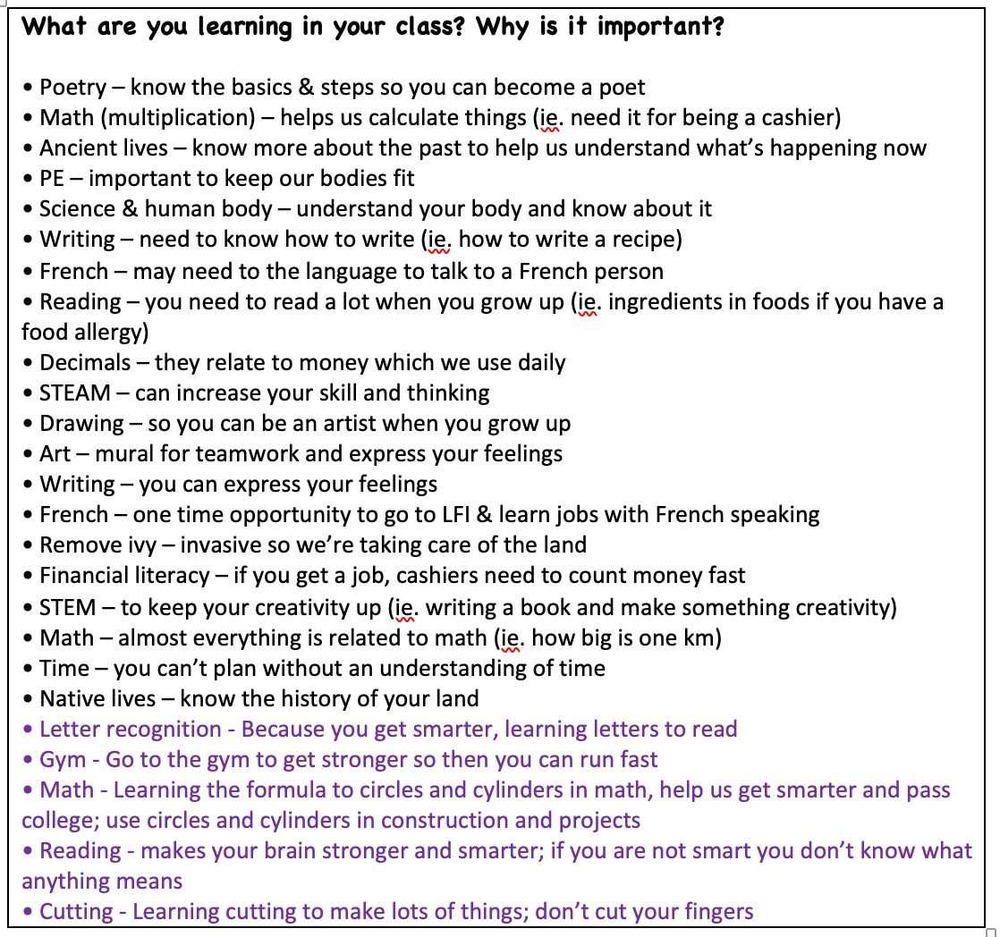 What are you learning in your class? Why is it important?
• Poetry – know the basics & steps so you can become a poet
• Math (multiplication) – helps us calculate things (ie. need it for being a cashier)
• Ancient lives – know more about the past to help us understand what’s happening now
• PE – important to keep our bodies fit
• Science & human body – understand your body and know about it
• Writing – need to know how to write (ie. how to write a recipe)
• French – may need to the language to talk to a French person
• Reading – you need to read a lot when you grow up (ie. ingredients in foods if you have a
food allergy)
• Decimals – they relate to money which we use daily
• STEAM – can increase your skill and thinking
• Drawing – so you can be an artist when you grow up
• Art – mural for teamwork and express your feelings
• Writing – you can express your feelings
• French – one time opportunity to go to LFI & learn jobs with French speaking
• Remove ivy – invasive so we’re taking care of the land
• Financial literacy – if you get a job, cashiers need to count money fast
• STEM – to keep your creativity up (ie. writing a book and make something creativity)
• Math – almost everything is related to math (ie. how big is one km)
• Time – you can’t plan without an understanding of time
• Native lives – know the history of your land
• Letter recognition - Because you get smarter, learning letters to read
• Gym - Go to the gym to get stronger so then you can run fast
• Math - Learning the formula to circles and cylinders in math, help us get smarter and pass
college; use circles and cylinders in construction and projects
• Reading - makes your brain stronger and smarter; if you are not smart you don’t know what
anything means
• Cutting - Learning cutting to make lots of things; don’t cut your fingers